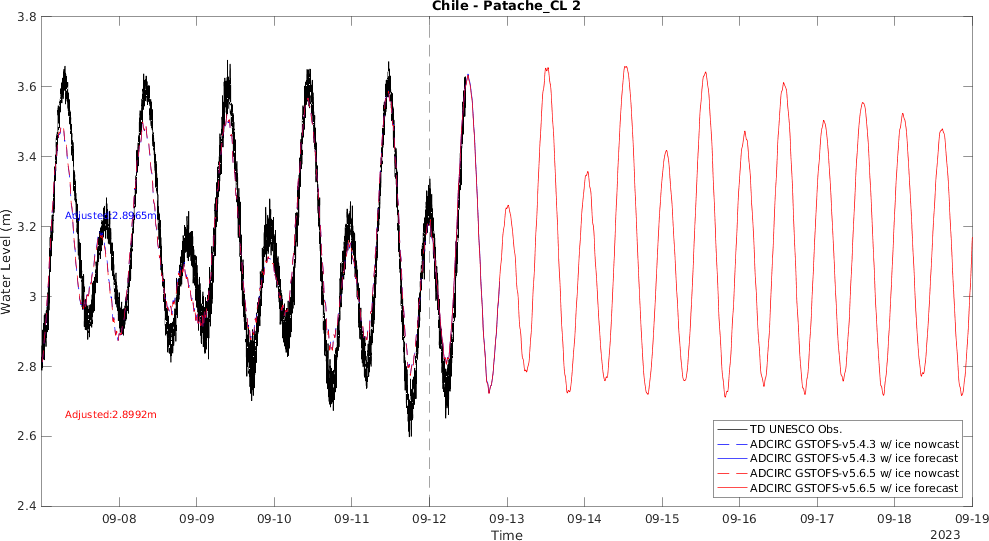 Chile - Patache_CL 2
3.8
3.6
3.4
3.2
3
2.8
2.6
2.4
Water Level (m)
Adjusted:2.8965m
Adjusted:2.8992m
TD UNESCO Obs.
ADCIRC GSTOFS-v5.4.3 w/ ice nowcast
ADCIRC GSTOFS-v5.4.3 w/ ice forecast
ADCIRC GSTOFS-v5.6.5 w/ ice nowcast
ADCIRC GSTOFS-v5.6.5 w/ ice forecast
09-08 09-09 09-10 09-11 09-12 09-13 09-14 09-15 09-16 09-17 09-18 09-19
Time
2023